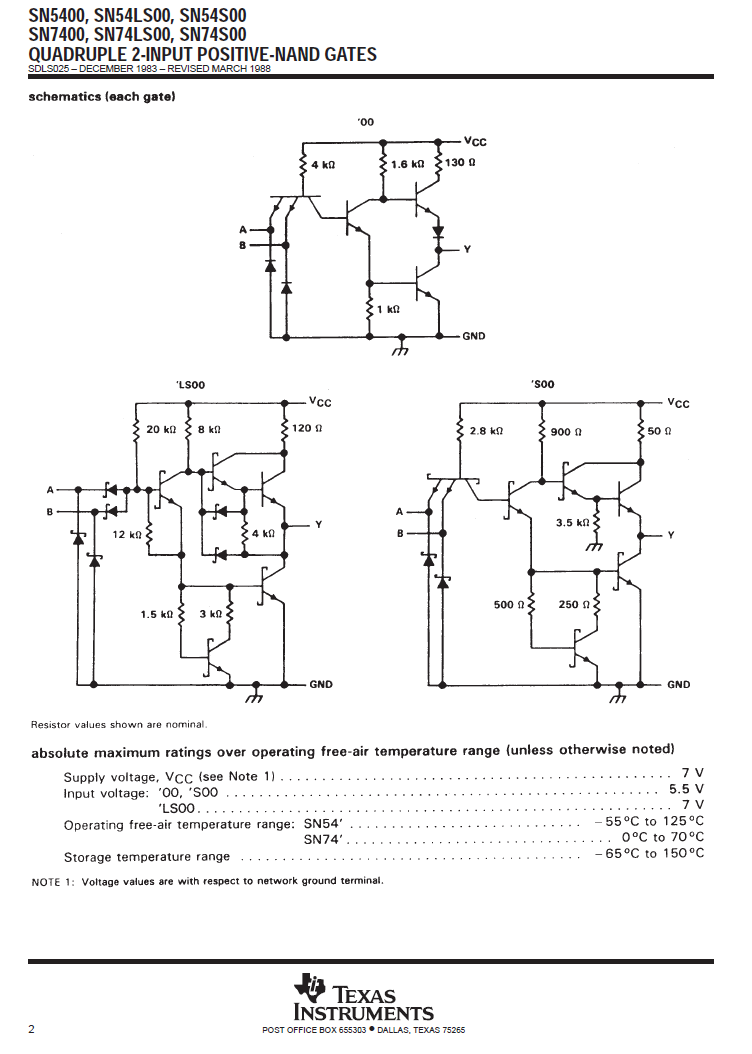 SN5400, SN54LS00, SN54S00
SN7400, SN74LS00, SN74S00
QUADRUPLE 2-INPUT POSITIVE-NAND GATES
SDLS025 – DECEMBER 1983 – REVISED MARCH 1988
schematics (each gate)
'00
VCC
4 kΩ
1.6 kΩ
130 Ω
A
B
Y
1 kΩ
GND
'LS00
VCC
20 kΩ
8 kΩ
120 Ω
A
B
12 kΩ
4 kΩ
Y
1.5 kΩ
3 kΩ
GND
'S00
VCC
2.8 kΩ
900 Ω
50 Ω
A
B
3.5 kΩ
Y
500 Ω
250 Ω
GND
Resistor values shown are nominal.
absolute maximum ratings over operating free-air temperature range (unless otherwise noted)
Supply voltage, VCC (see Note 1) . . . . . . . . . . 7 V
Input voltage: '00, 'S00 . . . . . . . . . . 5.5 V
'LS00 . . . . . . . . . . 7 V
Operating free-air temperature range: SN54' . . . . . . . . . . –55°C to 125°C
SN74' . . . . . . . . . . 0°C to 70°C
Storage temperature range . . . . . . . . . . –65°C to 150°C
NOTE 1: Voltage values are with respect to network ground terminal.
TEXAS
INSTRUMENTS
2
POST OFFICE BOX 655303 • DALLAS, TEXAS 75265